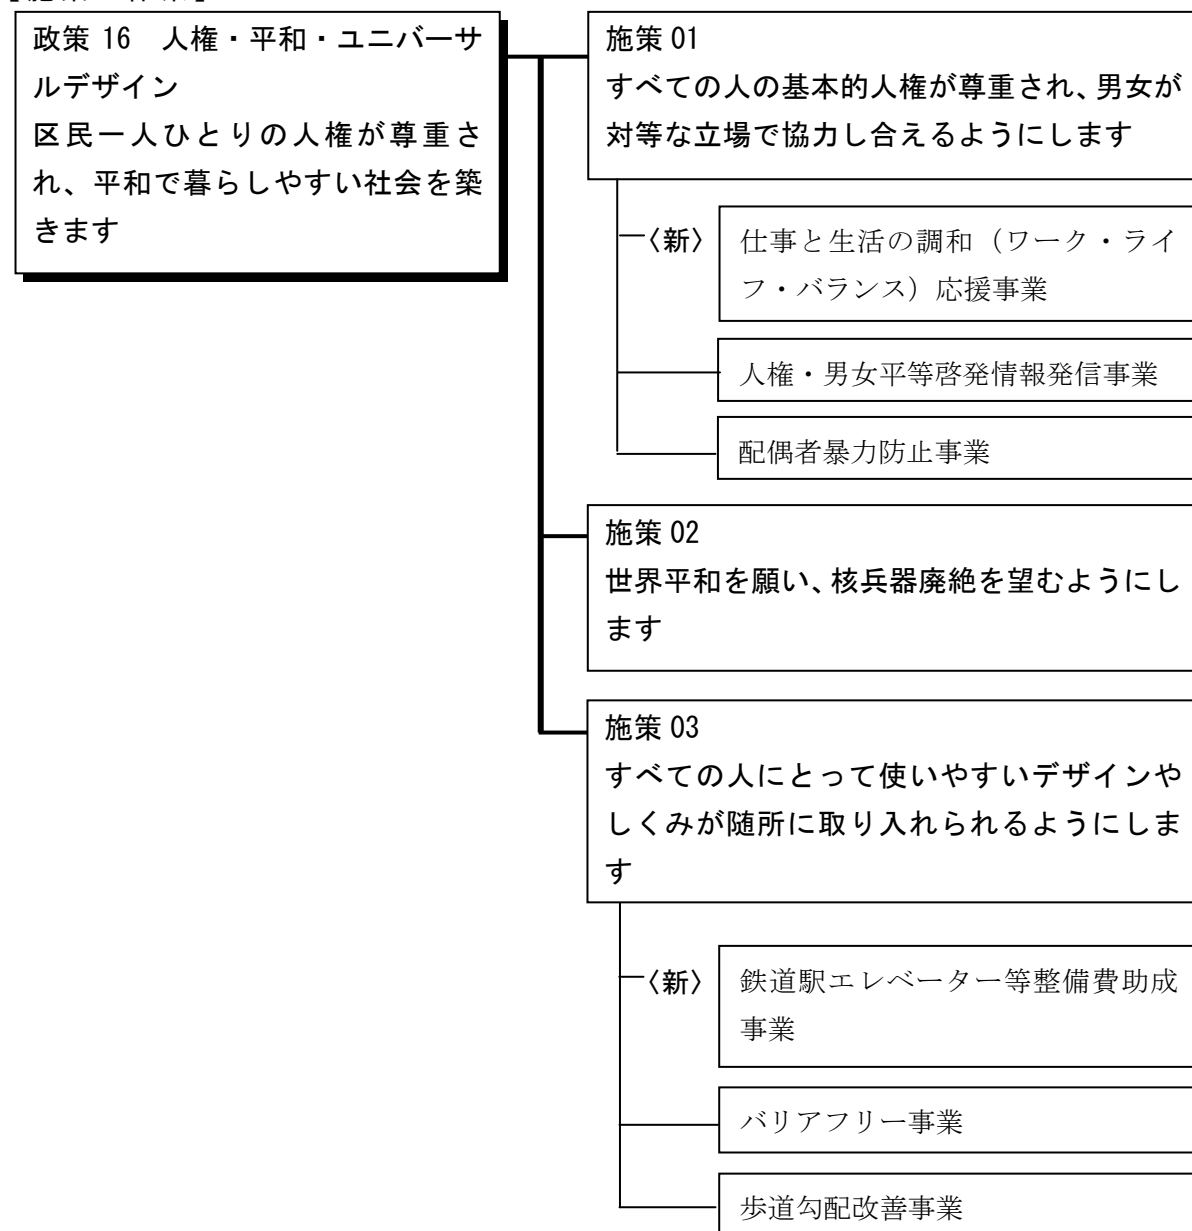 政策 16　人権・平和・ユニバーサ
ルデザイン
区民一人ひとりの人権が尊重さ
れ、平和で暮らしやすい社会を築
きます
施策 01
すべての人の基本的人権が尊重され、男女が
対等な立場で協力し合えるようにします
〈新〉
仕事と生活の調和（ワーク・ライ
フ・バランス）応援事業
人権・男女平等啓発情報発信事業
配偶者暴力防止事業
施策 02
世界平和を願い、核兵器廃絶を望むようにし
ます
施策 03
すべての人にとって使いやすいデザインや
しくみが随所に取り入れられるようにしま
す
〈新〉
鉄道駅エレベーター等整備費助成
事業
バリアフリー事業
歩道勾配改善事業